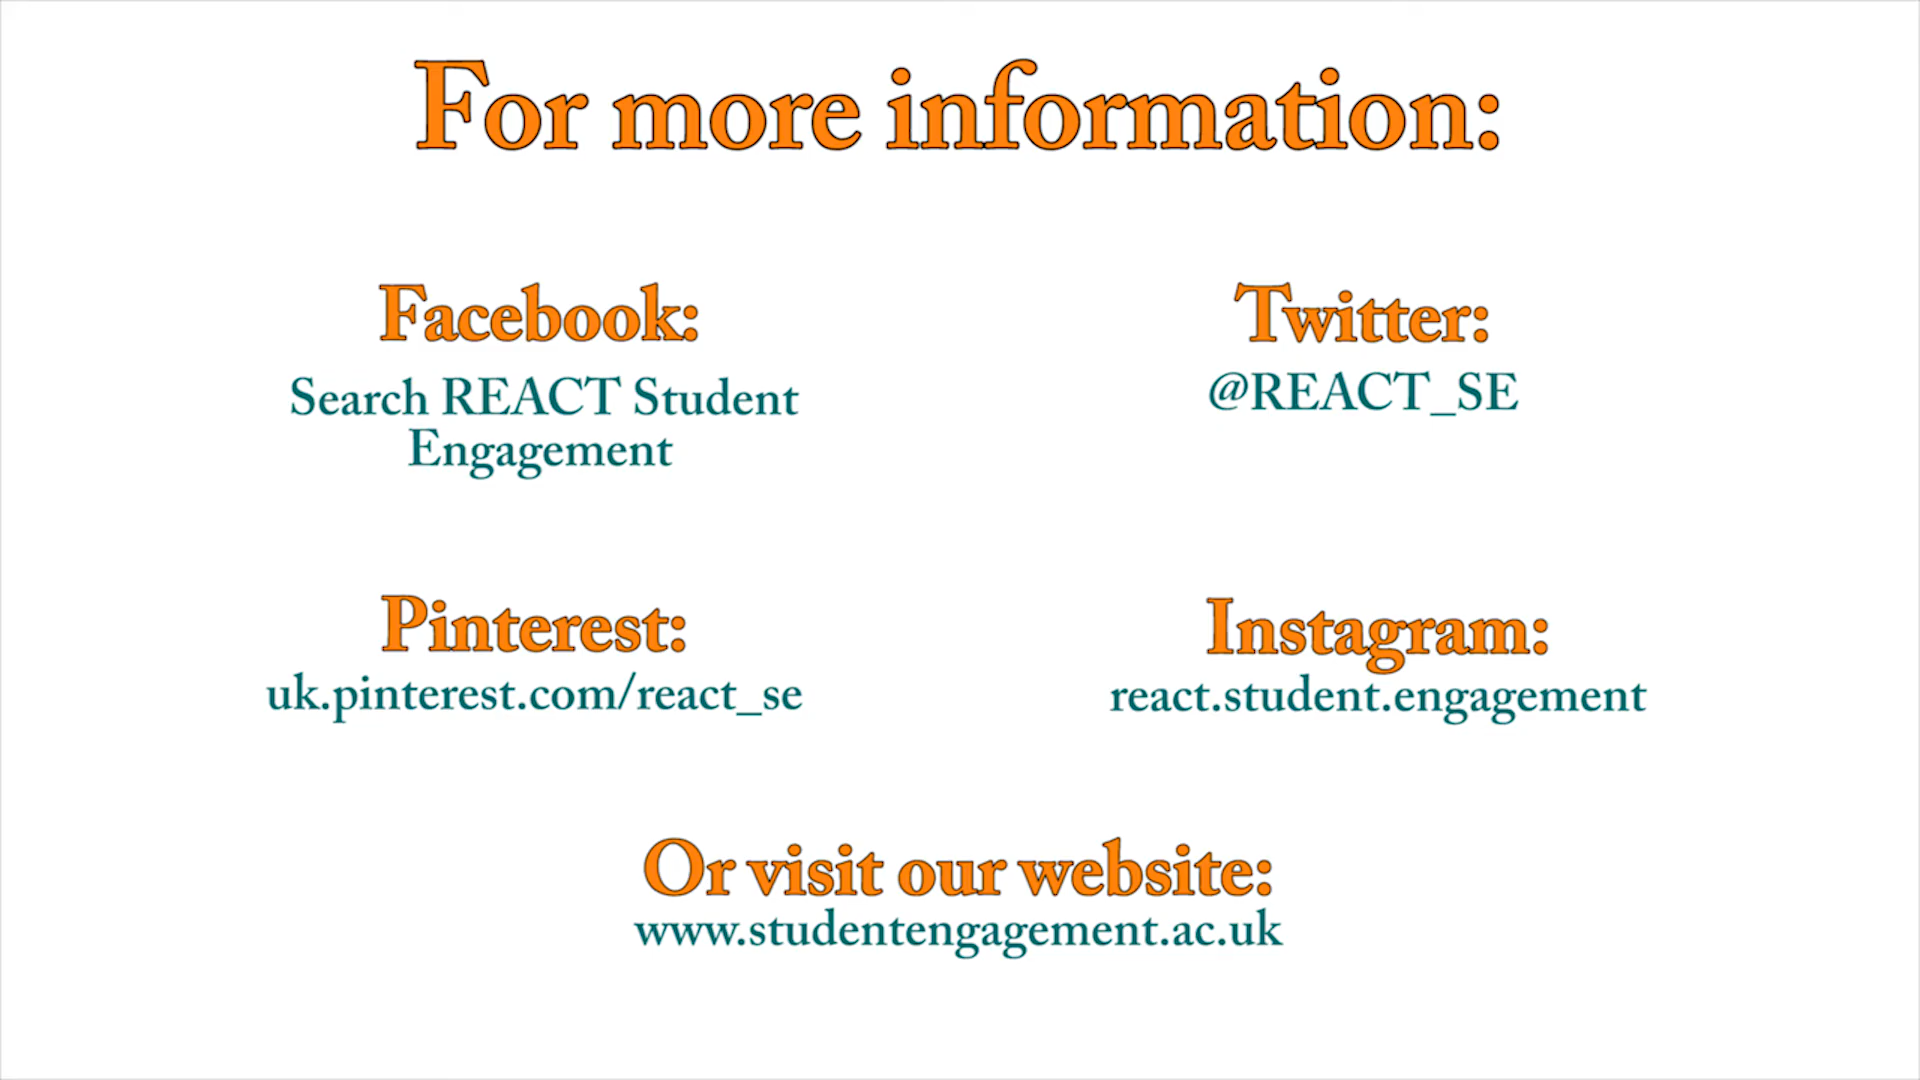 For more information:
Facebook:
Search REACT Student
Engagement
Twitter:
@REACT_SE
Pinterest:
uk.pinterest.com/react_se
Instagram:
react.student.engagement
Or visit our website:
www.studentengagement.ac.uk